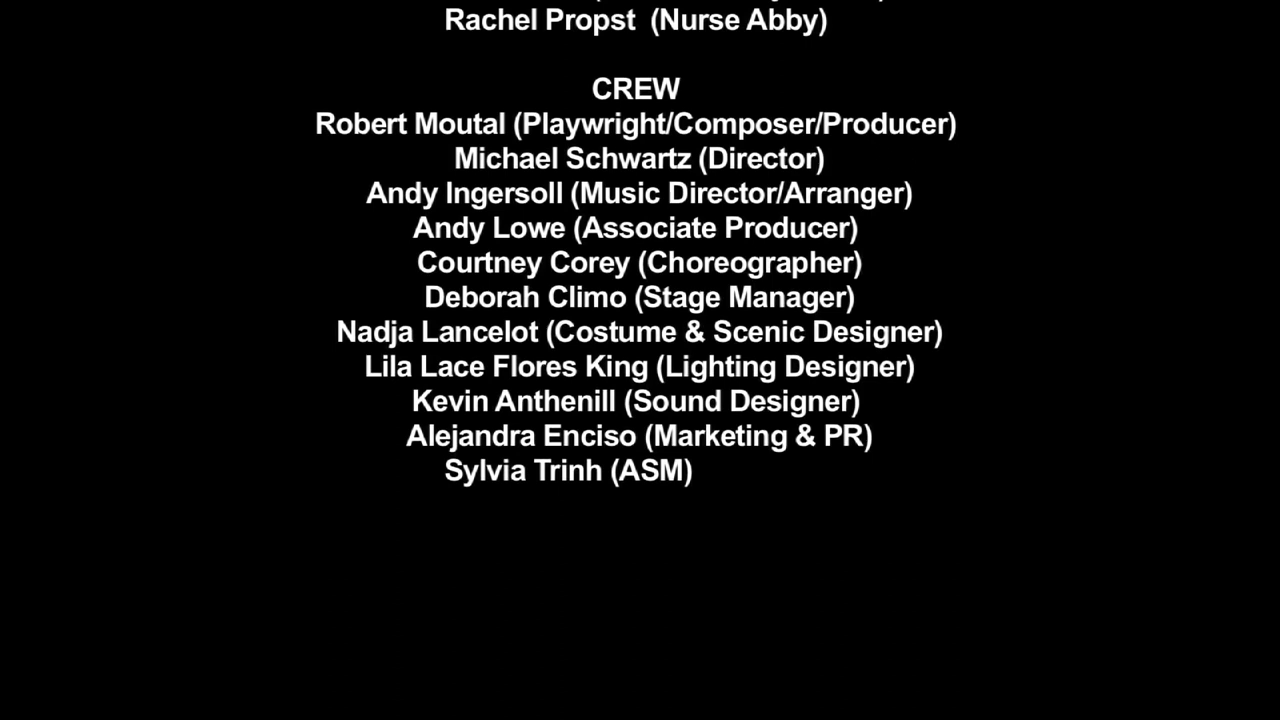 Rachel Propst (Nurse Abby)
CREW
Robert Moutal (Playwright/Composer/Producer)
Michael Schwartz (Director)
Andy Ingersoll (Music Director/Arranger)
Andy Lowe (Associate Producer)
Courtney Corey (Choreographer)
Deborah Climo (Stage Manager)
Nadja Lancelot (Costume & Scenic Designer)
Lila Lace Flores King (Lighting Designer)
Kevin Anthenill (Sound Designer)
Alejandra Enciso (Marketing & PR)
Sylvia Trinh (ASM)